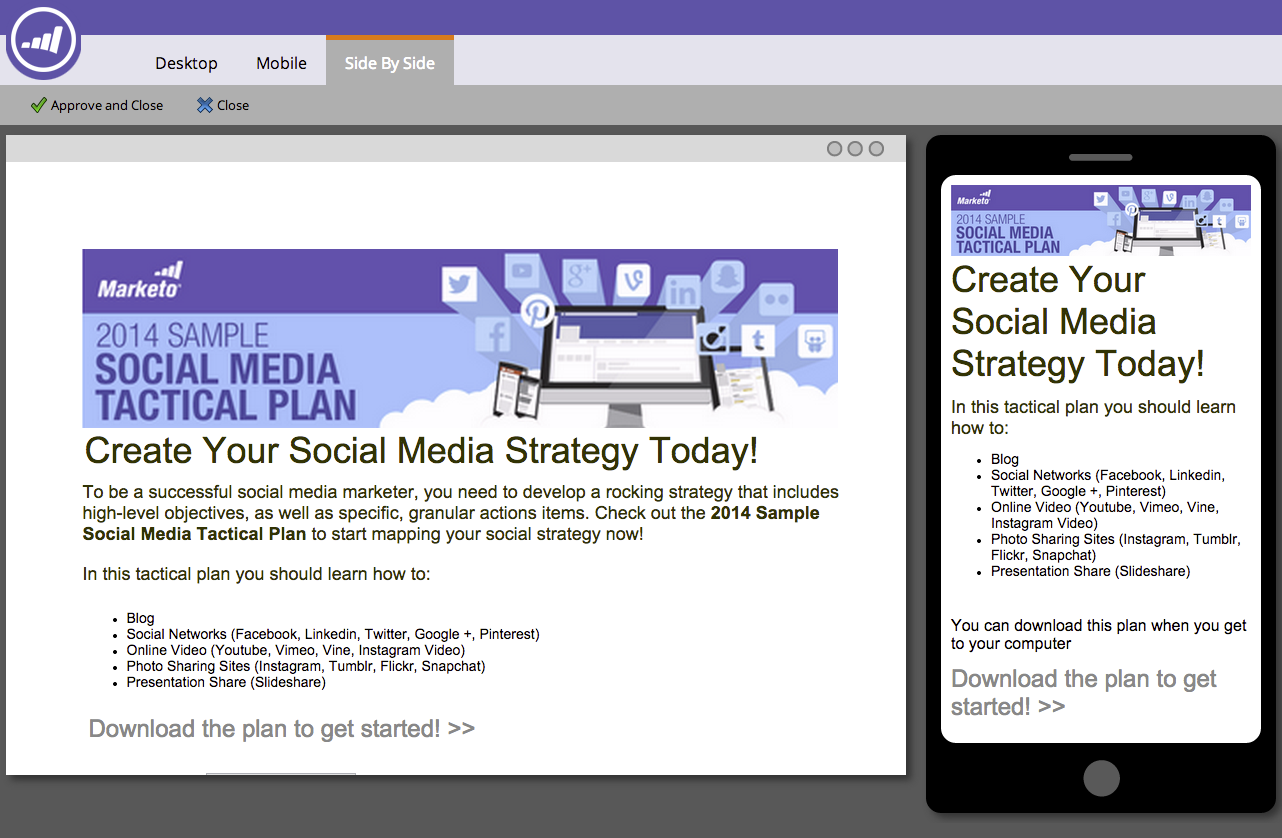 Desktop Mobile Side By Side
Approve and Close Close
Marketo
2014 SAMPLE
SOCIAL MEDIA
TACTICAL PLAN
Create Your Social Media Strategy Today!
To be a successful social media marketer, you need to develop a rocking strategy that includes
high-level objectives, as well as specific, granular actions items. Check out the 2014 Sample
Social Media Tactical Plan to start mapping your social strategy now!
In this tactical plan you should learn how to:
• Blog
• Social Networks (Facebook, Linkedin, Twitter, Google +, Pinterest)
• Online Video (Youtube, Vimeo, Vine, Instagram Video)
• Photo Sharing Sites (Instagram, Tumblr, Flickr, Snapchat)
• Presentation Share (Slideshare)
Download the plan to get started! >>
Marketo
2014 SAMPLE
SOCIAL MEDIA
TACTICAL PLAN
Create Your
Social Media
Strategy Today!
In this tactical plan you should learn
how to:
• Blog
• Social Networks (Facebook, Linkedin,
Twitter, Google +, Pinterest)
• Online Video (Youtube, Vimeo, Vine,
Instagram Video)
• Photo Sharing Sites (Instagram, Tumblr,
Flickr, Snapchat)
• Presentation Share (Slideshare)
You can download this plan when you get
to your computer
Download the plan to get
started! >>